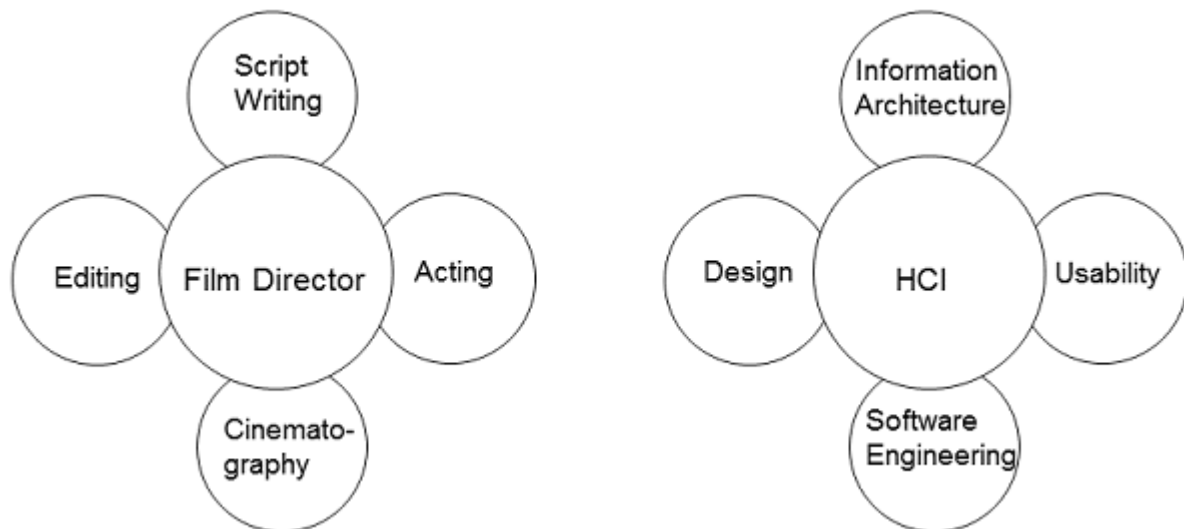 Script
Writing
Editing
Film Director
Acting
Cinemato-
graphy
Information
Architecture
Design
HCI
Usability
Software
Engineering